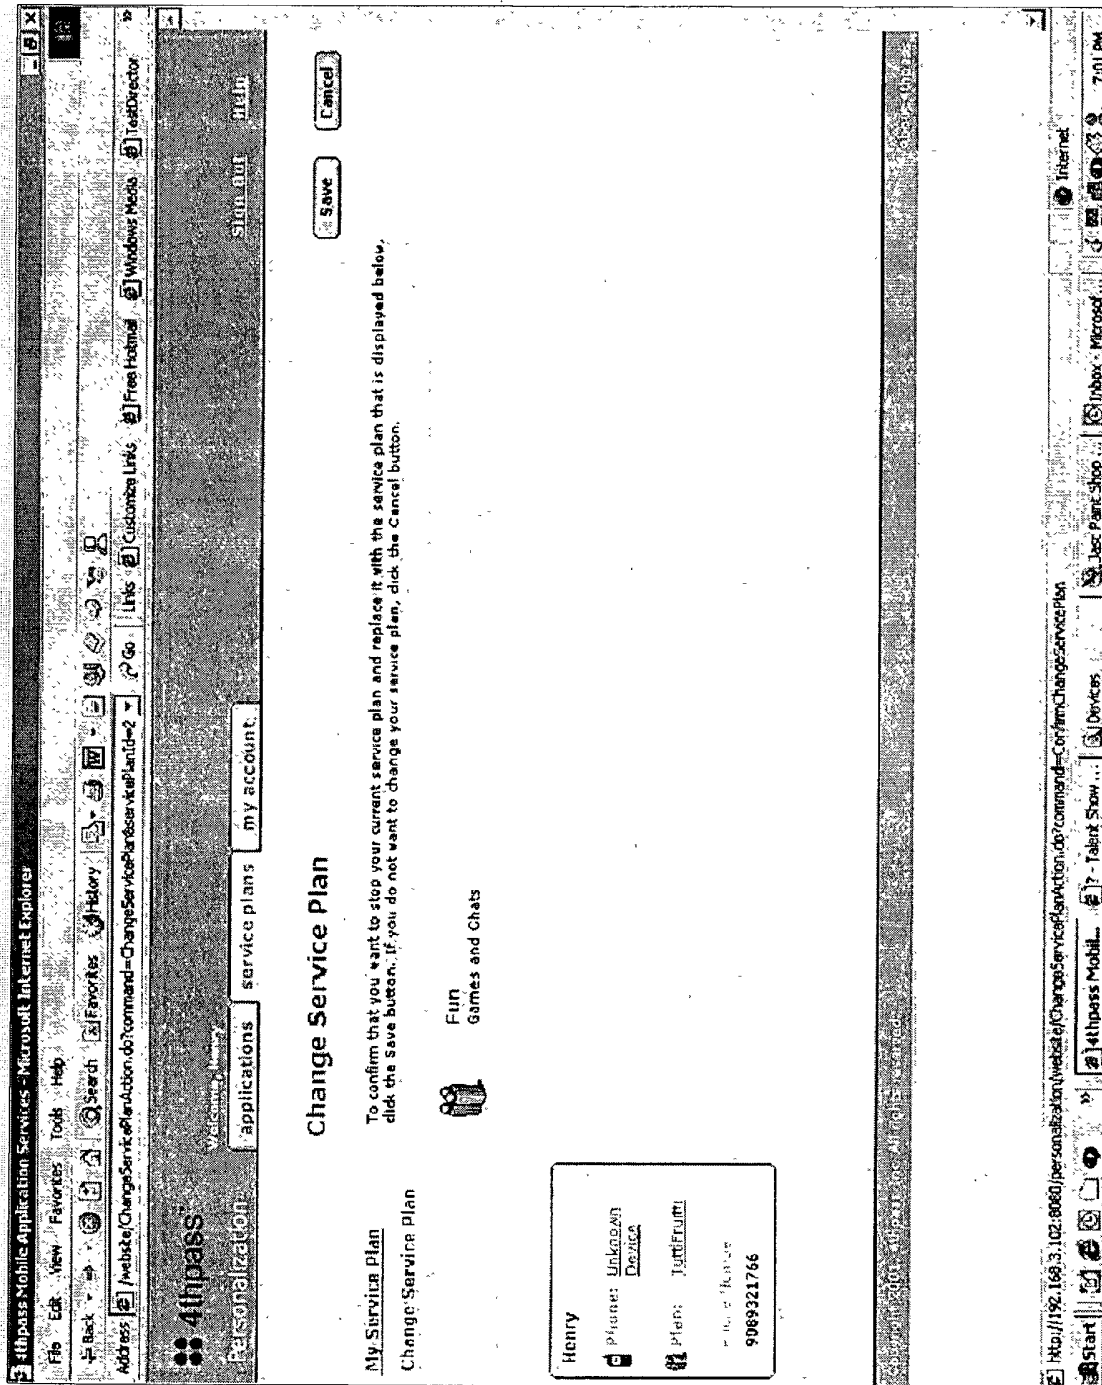 4thpass Mobile Application Services - Microsoft Internet Explorer
File Edit View Favorites Tools Help
Back Search Favorites History
Address /website/ChangeServicePlanAction.do?command=ChangeServicePlan&servicePlanId=2 Go Links Customize Links Free Hotmail Windows Media TestDirector
4thpass
Personalization
applications service plans my account
Sign Out Help
My Service Plan
Change Service Plan
Change Service Plan
Save Cancel
To confirm that you want to stop your current service plan and replace it with the service plan that is displayed below,
click the Save button. If you do not want to change your service plan, click the Cancel button.
Fun
Games and Chats
Henry
Phone: Unknown
Device
Plan: TuttiFrutti
9089321766
http://192.168.3.102:8080/personalization/website/ChangeServicePlanAction.do?command=ConfirmChangeServicePlan Internet
Start 4thpass Mobil... ? - Talent Show ... Devices Jasc Paint Shop ... Inbox - Microsof... 7:01 PM